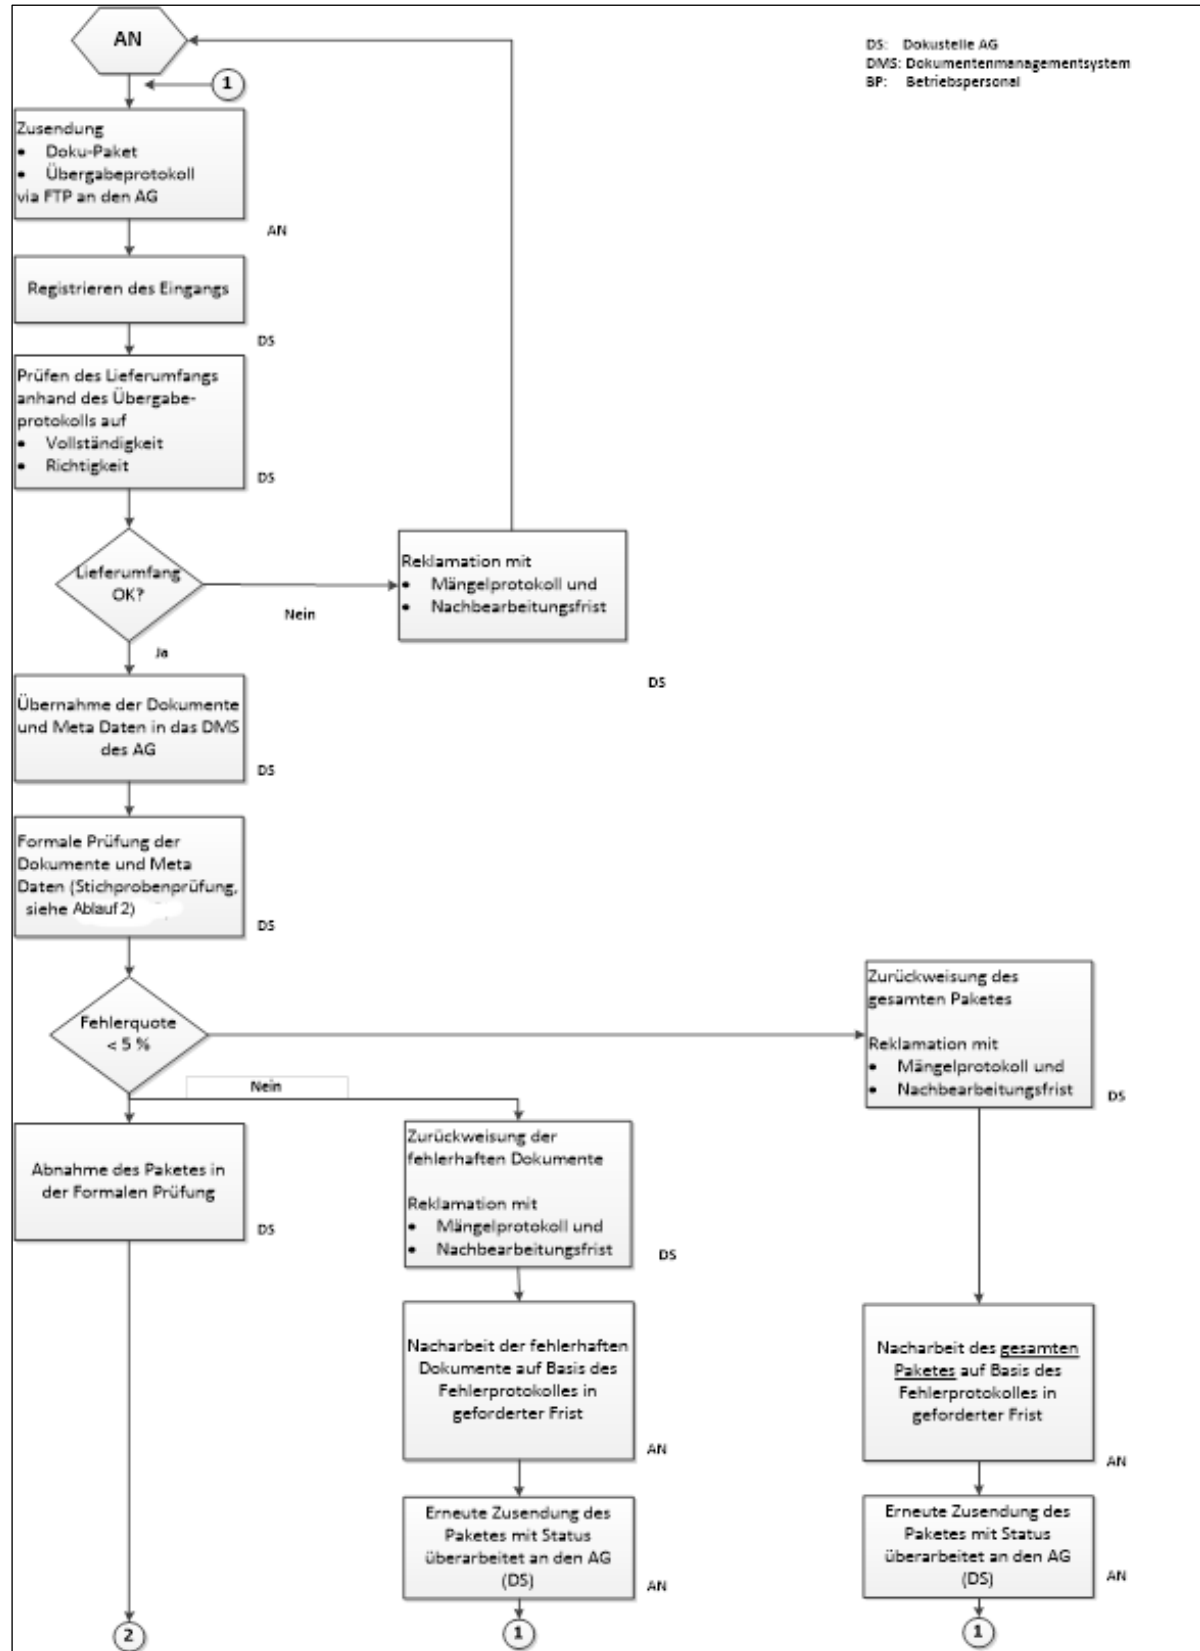 AN
DS: Dokustelle AG
DMS: Dokumentenmanagementsystem
BP: Betriebspersonal
1
Zusendung
• Doku-Paket
• Übergabeprotokoll
via FTP an den AG
AN
Registrieren des Eingangs
DS
Prüfen des Lieferumfangs
anhand des Übergabe-
protokolls auf
• Vollständigkeit
• Richtigkeit
DS
Lieferumfang
OK?
Nein
Reklamation mit
• Mängelprotokoll und
• Nachbearbeitungsfrist
DS
Ja
Übernahme der Dokumente
und Meta Daten in das DMS
des AG
DS
Formale Prüfung der
Dokumente und Meta
Daten (Stichprobenprüfung,
siehe Ablauf 2)
DS
Fehlerquote
< 5 %
Zurückweisung des
gesamten Paketes
Reklamation mit
• Mängelprotokoll und
• Nachbearbeitungsfrist
DS
Nein
Abnahme des Paketes in
der Formalen Prüfung
DS
Zurückweisung der
fehlerhaften Dokumente
Reklamation mit
• Mängelprotokoll und
• Nachbearbeitungsfrist
DS
Nacharbeit der fehlerhaften
Dokumente auf Basis des
Fehlerprotokolles in
geforderter Frist
AN
Nacharbeit des gesamten
Paketes auf Basis des
Fehlerprotokolles in
geforderter Frist
AN
Erneute Zusendung des
Paketes mit Status
überarbeitet an den AG
(DS)
AN
Erneute Zusendung des
Paketes mit Status
überarbeitet an den AG
(DS)
AN
2
1
1